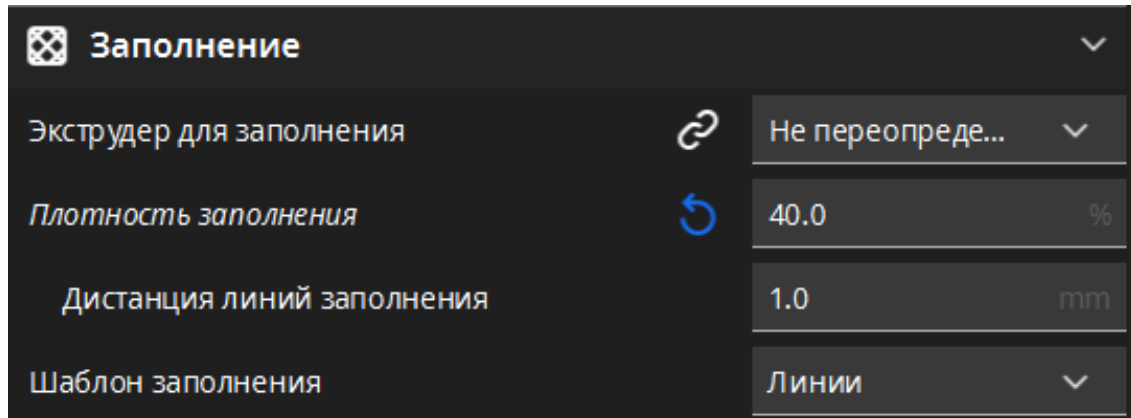 Заполнение
Экструдер для заполнения Не переопреде...
Плотность заполнения 40.0 %
Дистанция линий заполнения 1.0 mm
Шаблон заполнения Линии